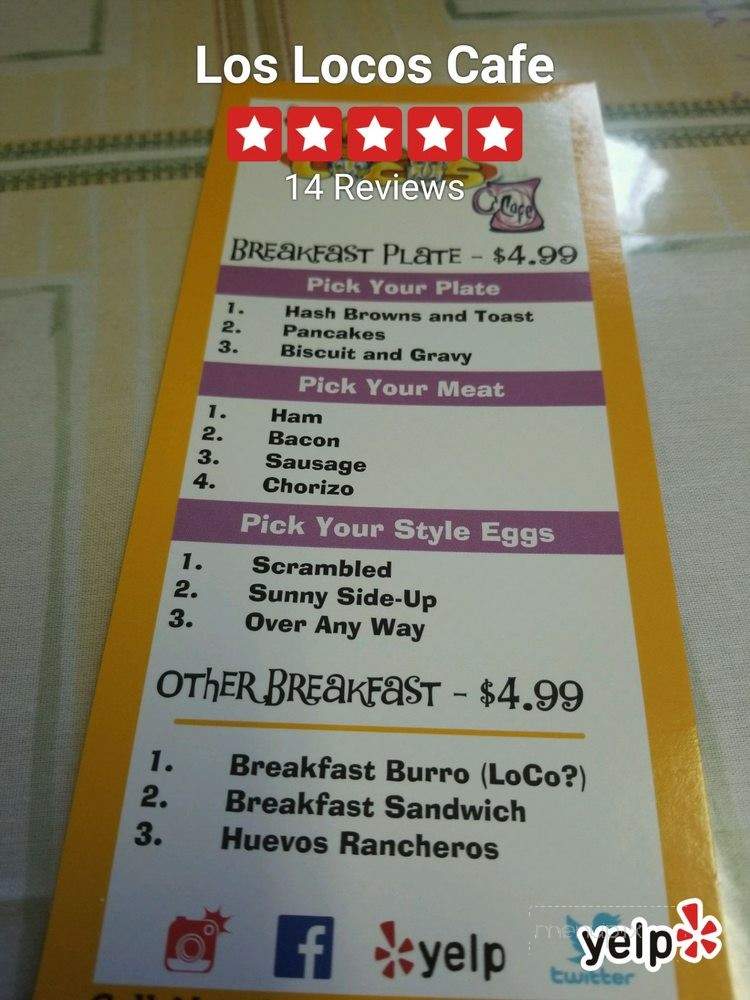 Los Locos Cafe
14 Reviews
Cafe
BREAKFAST PLATE - $4.99
Pick Your Plate
1. Hash Browns and Toast
2. Pancakes
3. Biscuit and Gravy
Pick Your Meat
1. Ham
2. Bacon
3. Sausage
4. Chorizo
Pick Your Style Eggs
1. Scrambled
2. Sunny Side-Up
3. Over Any Way
OTHER BREAKFAST - $4.99
1. Breakfast Burro (LoCo?)
2. Breakfast Sandwich
3. Huevos Rancheros
yelp
twitter
yelp